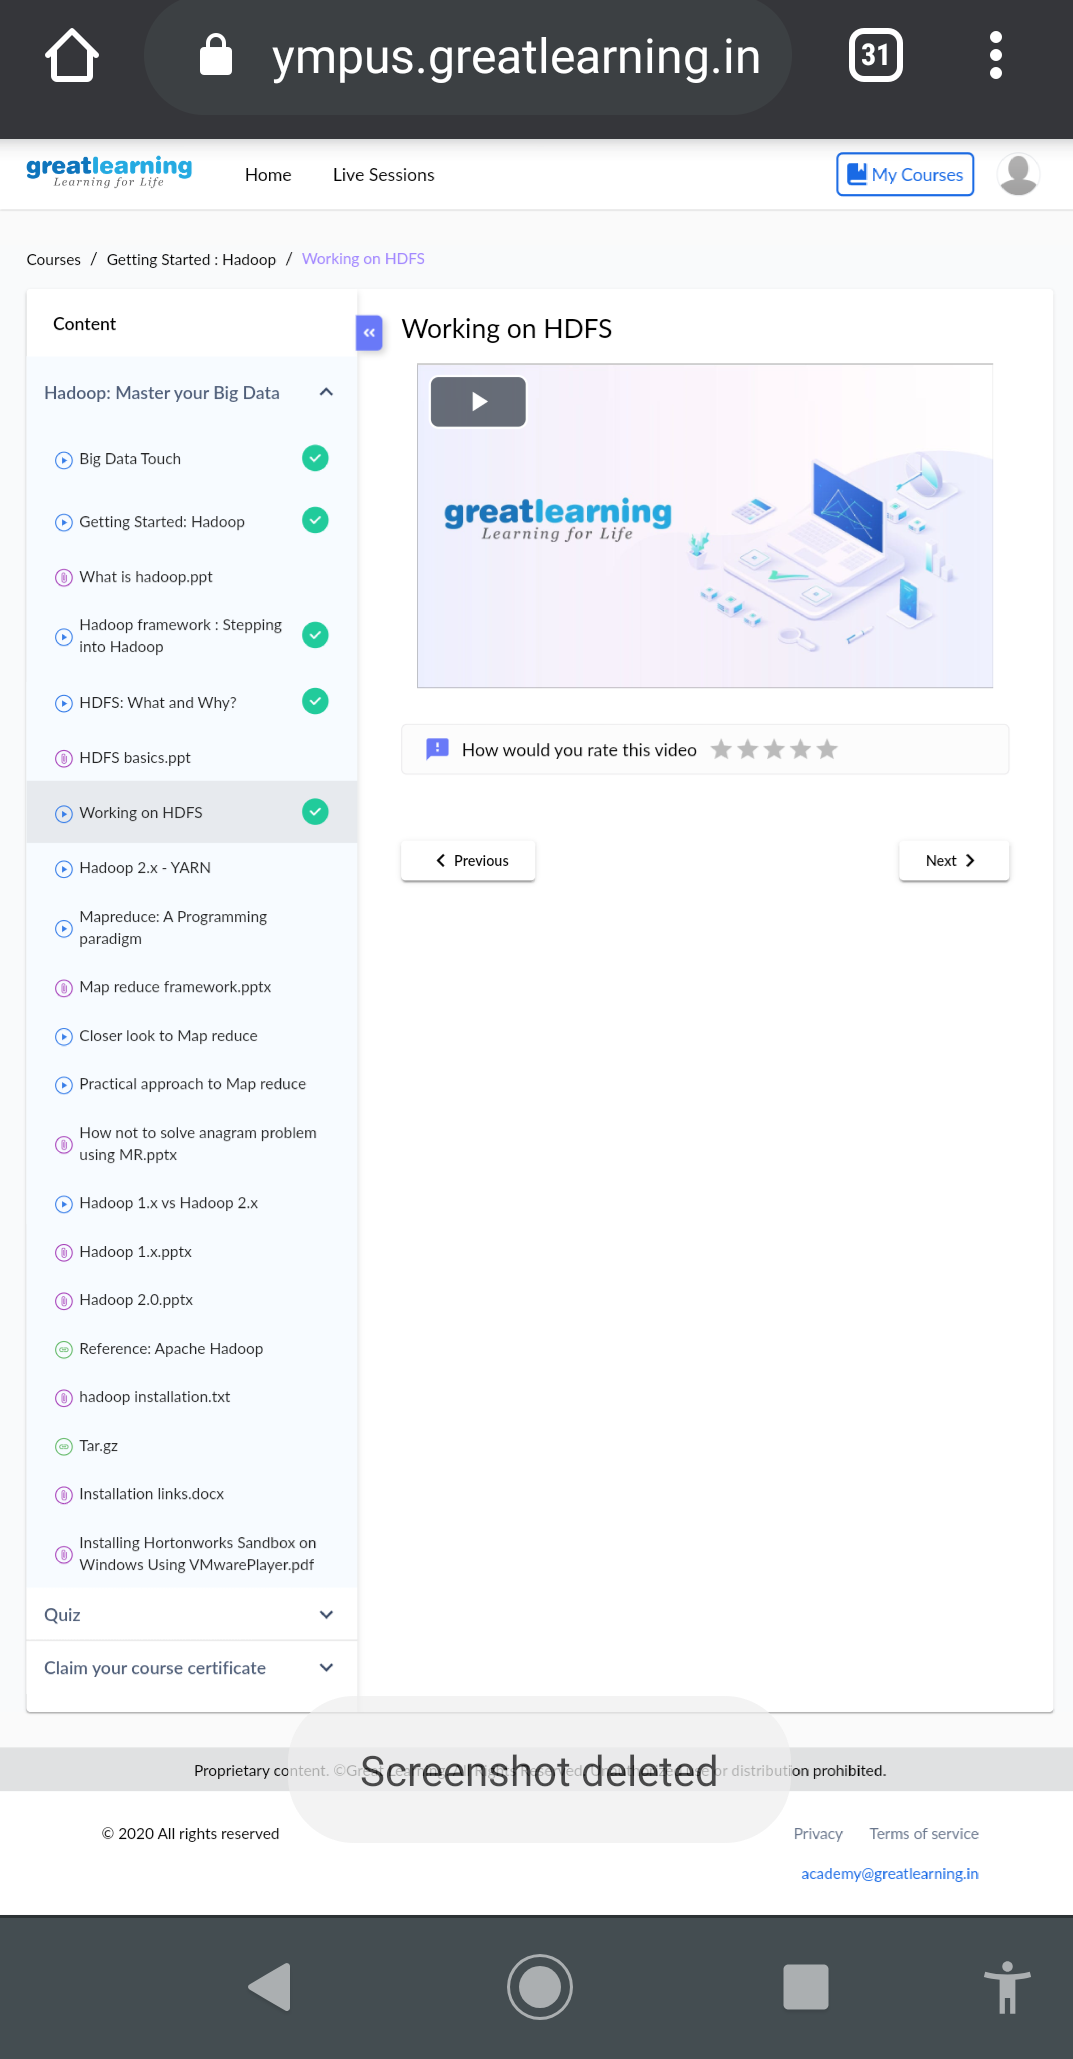 ympus.greatlearning.in
31
greatlearning
Learning for Life
Home
Live Sessions
My Courses
Courses / Getting Started : Hadoop / Working on HDFS
Content
Hadoop: Master your Big Data
Big Data Touch
Getting Started: Hadoop
What is hadoop.ppt
Hadoop framework : Stepping
into Hadoop
HDFS: What and Why?
HDFS basics.ppt
Working on HDFS
Hadoop 2.x - YARN
Mapreduce: A Programming
paradigm
Map reduce framework.pptx
Closer look to Map reduce
Practical approach to Map reduce
How not to solve anagram problem
using MR.pptx
Hadoop 1.x vs Hadoop 2.x
Hadoop 1.x.pptx
Hadoop 2.0.pptx
Reference: Apache Hadoop
hadoop installation.txt
Tar.gz
Installation links.docx
Installing Hortonworks Sandbox on
Windows Using VMwarePlayer.pdf
Quiz
Claim your course certificate
Working on HDFS
greatlearning
Learning for Life
How would you rate this video
Previous
Next
Proprietary content. ©Great Learning. All Rights Reserved. Unauthorized use or distribution prohibited.
Screenshot deleted
© 2020 All rights reserved
Privacy
Terms of service
academy@greatlearning.in